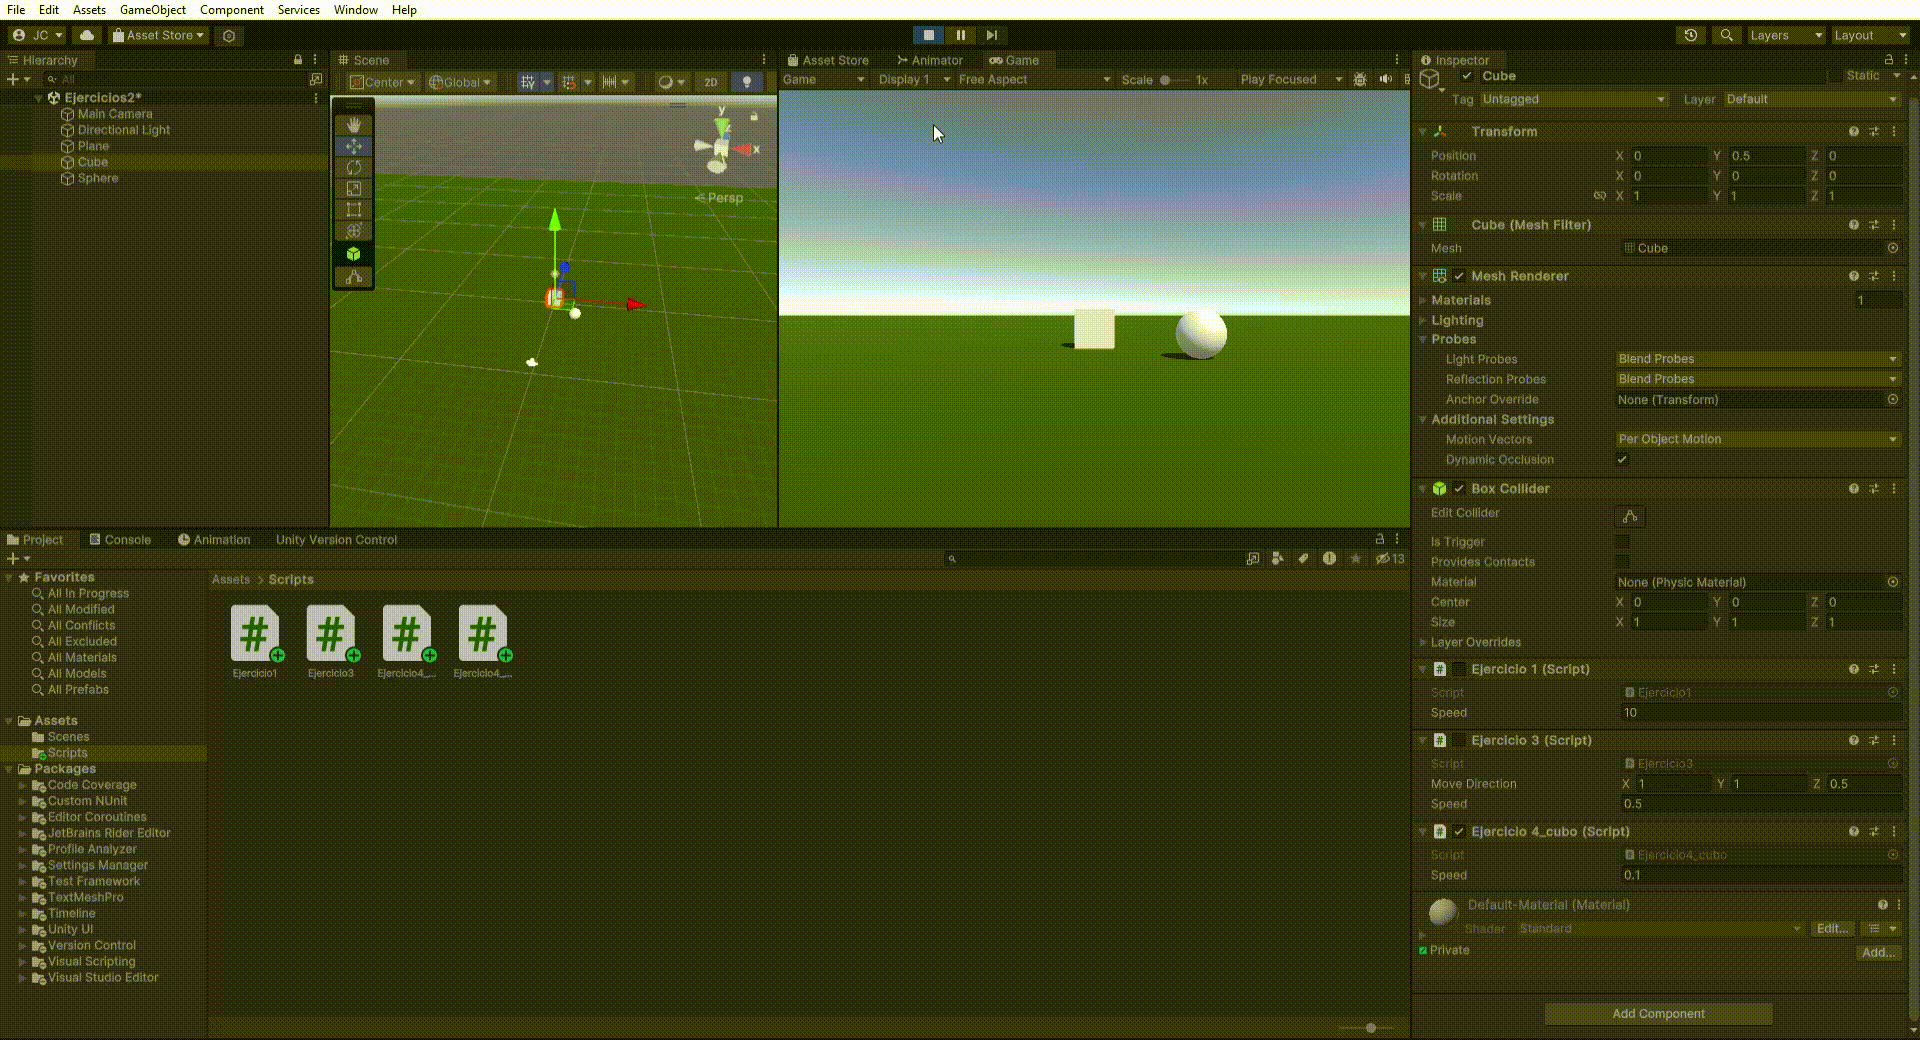 File Edit Assets GameObject Component Services Window Help
JC Asset Store Layers Layout
Hierarchy
All
Ejercicios2*
Main Camera
Directional Light
Plane
Cube
Sphere
Scene
Center Global 2D
y
x
Persp
Asset Store Animator Game
Game Display 1 Free Aspect Scale 1x Play Focused
Inspector
Cube Static
Tag Untagged Layer Default
Transform
Position X 0 Y 0.5 Z 0
Rotation X 0 Y 0 Z 0
Scale X 1 Y 1 Z 1
Cube (Mesh Filter)
Mesh Cube
Mesh Renderer
Materials 1
Lighting
Probes
Light Probes Blend Probes
Reflection Probes Blend Probes
Anchor Override None (Transform)
Additional Settings
Motion Vectors Per Object Motion
Dynamic Occlusion
Box Collider
Edit Collider
Is Trigger
Provides Contacts
Material None (Physic Material)
Center X 0 Y 0 Z 0
Size X 1 Y 1 Z 1
Layer Overrides
# Ejercicio 1 (Script)
Script Ejercicio1
Speed 10
# Ejercicio 3 (Script)
Script Ejercicio3
Move Direction X 1 Y 1 Z 0.5
Speed 0.5
# Ejercicio 4_cubo (Script)
Script Ejercicio4_cubo
Speed 0.1
Default-Material (Material)
Shader Standard Edit...
Private
Add...
Add Component
Project Console Animation Unity Version Control
13
Favorites
All In Progress
All Modified
All Conflicts
All Excluded
All Materials
All Models
All Prefabs
Assets
Scenes
Scripts
Packages
Code Coverage
Custom NUnit
Editor Coroutines
JetBrains Rider Editor
Profile Analyzer
Settings Manager
Test Framework
TextMeshPro
Timeline
Unity UI
Version Control
Visual Scripting
Visual Studio Editor
Assets > Scripts
# # # #
Ejercicio1 Ejercicio3 Ejercicio4_... Ejercicio4_...